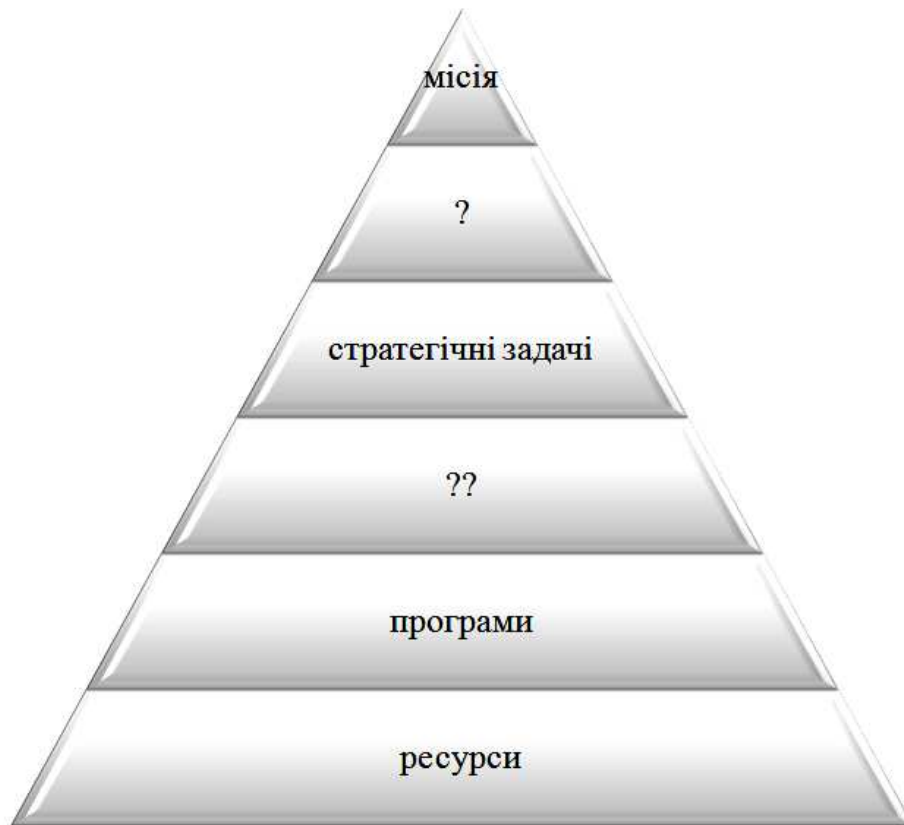 місія
?
стратегічні задачі
??
програми
ресурси